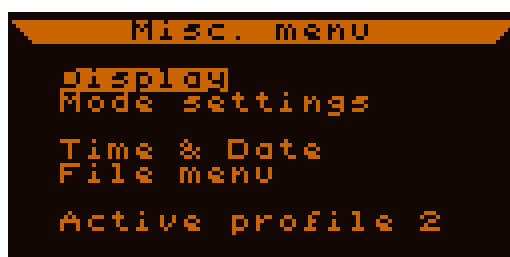 Misc. menu
Display
Mode settings
Time & Date
File menu
Active profile 2